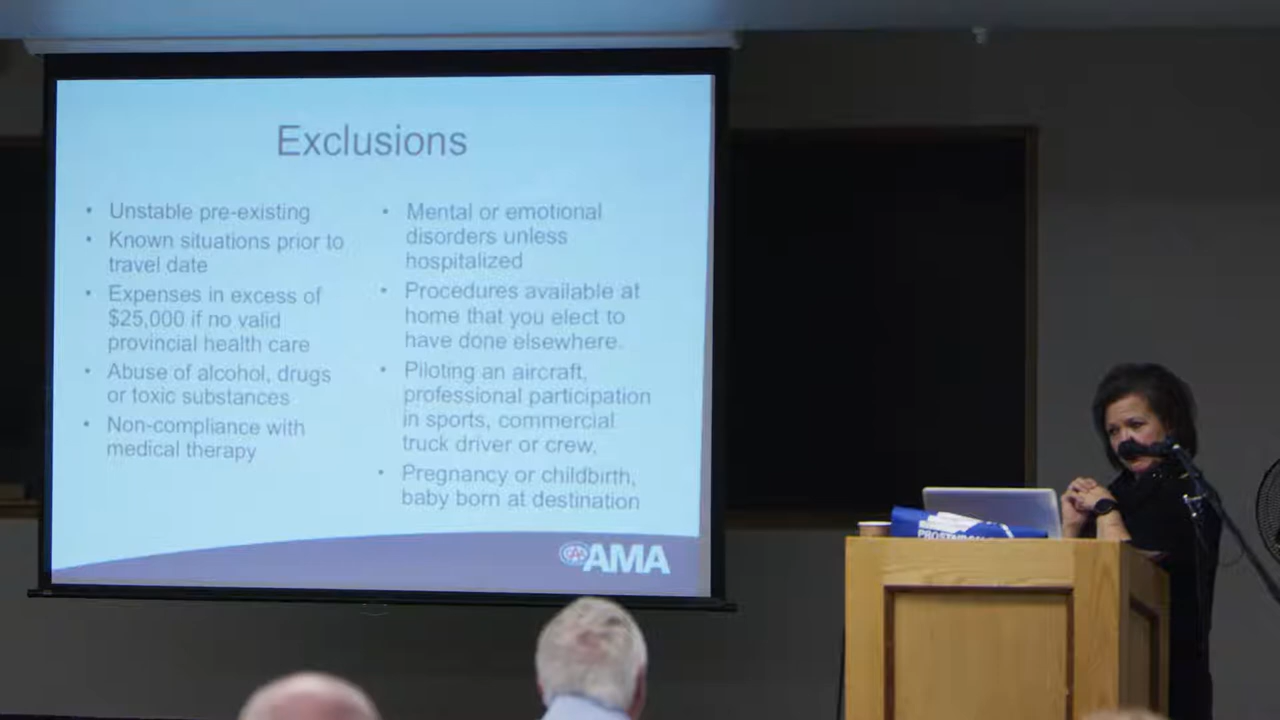 Exclusions
• Unstable pre-existing
• Known situations prior to
travel date
• Expenses in excess of
$25,000 if no valid
provincial health care
• Abuse of alcohol, drugs
or toxic substances
• Non-compliance with
medical therapy
• Mental or emotional
disorders unless
hospitalized
• Procedures available at
home that you elect to
have done elsewhere.
• Piloting an aircraft,
professional participation
in sports, commercial
truck driver or crew,
• Pregnancy or childbirth,
baby born at destination
AMA